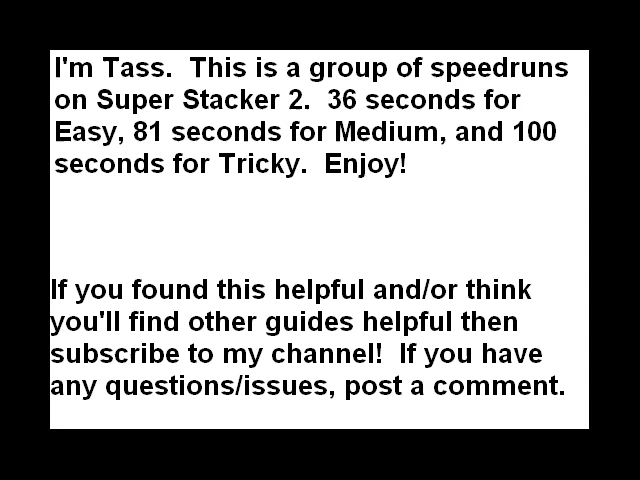 I'm Tass.  This is a group of speedruns
on Super Stacker 2.  36 seconds for
Easy, 81 seconds for Medium, and 100
seconds for Tricky.  Enjoy!
If you found this helpful and/or think
you'll find other guides helpful then
subscribe to my channel!  If you have
any questions/issues, post a comment.